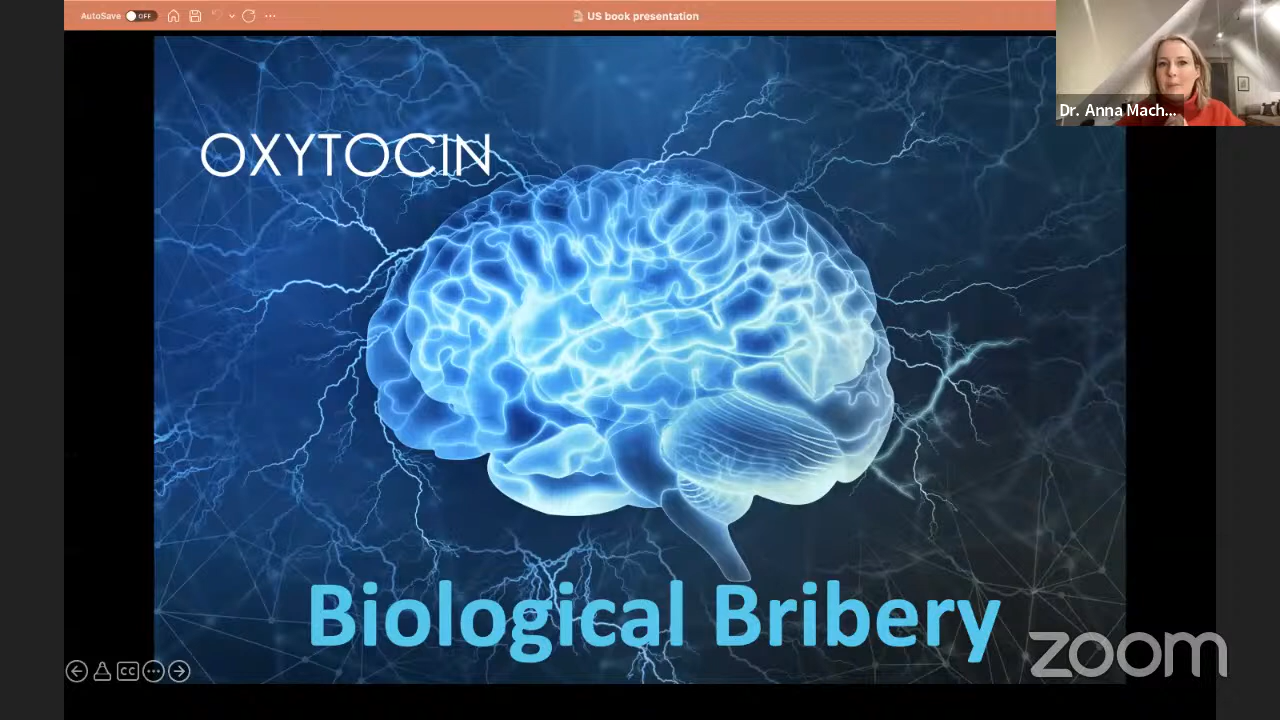 AutoSave OFF
US book presentation
Dr. Anna Mach...
OXYTOCIN
Biological Bribery
zoom
CC